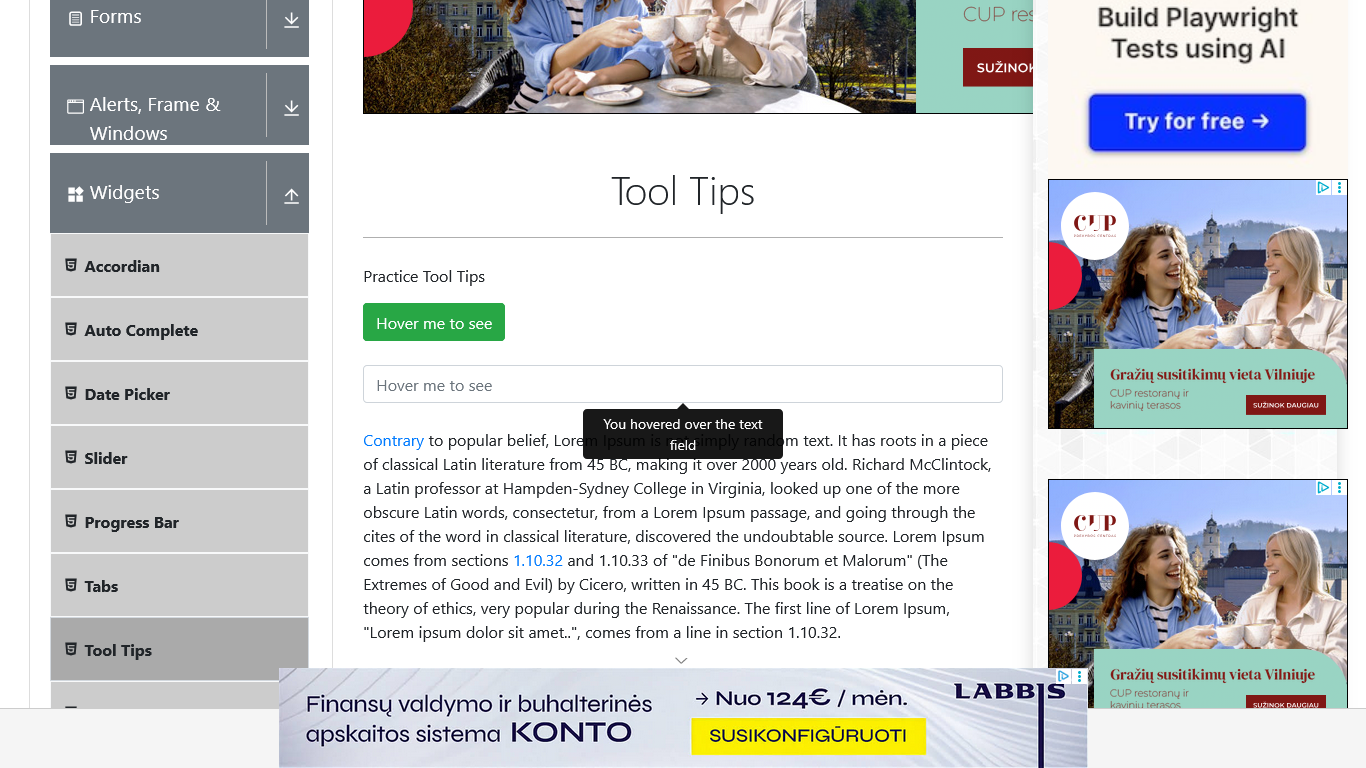 Forms
Alerts, Frame &
Windows
Widgets
Accordian
Auto Complete
Date Picker
Slider
Progress Bar
Tabs
Tool Tips
CUP res
SUŽINOK
Tool Tips
Practice Tool Tips
Hover me to see
Hover me to see
You hovered over the text
field
Contrary to popular belief, Lorem Ipsum is not simply random text. It has roots in a piece
of classical Latin literature from 45 BC, making it over 2000 years old. Richard McClintock,
a Latin professor at Hampden-Sydney College in Virginia, looked up one of the more
obscure Latin words, consectetur, from a Lorem Ipsum passage, and going through the
cites of the word in classical literature, discovered the undoubtable source. Lorem Ipsum
comes from sections 1.10.32 and 1.10.33 of "de Finibus Bonorum et Malorum" (The
Extremes of Good and Evil) by Cicero, written in 45 BC. This book is a treatise on the
theory of ethics, very popular during the Renaissance. The first line of Lorem Ipsum,
"Lorem ipsum dolor sit amet..", comes from a line in section 1.10.32.
Build Playwright
Tests using AI
Try for free →
CUP
Gražių susitikimų vieta Vilniuje
CUP restoranų ir
kavinių terasos
SUŽINOK DAUGIAU
CUP
Gražių susitikimų vieta Vilniuje
CUP restoranų ir
kavinių terasos
SUŽINOK DAUGIAU
Finansų valdymo ir buhalterinės
apskaitos sistema KONTO
→ Nuo 124€ / mėn.
SUSIKONFIGŪRUOTI
LABBIS